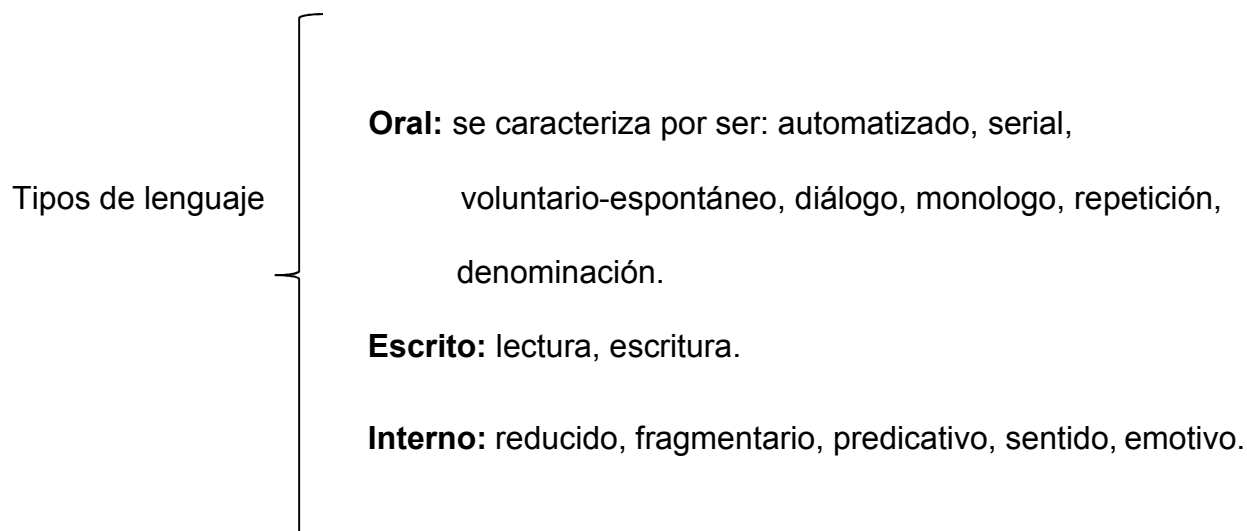 Oral: se caracteriza por ser: automatizado, serial,
Tipos de lenguaje voluntario-espontáneo, diálogo, monologo, repetición,
denominación.
Escrito: lectura, escritura.
Interno: reducido, fragmentario, predicativo, sentido, emotivo.